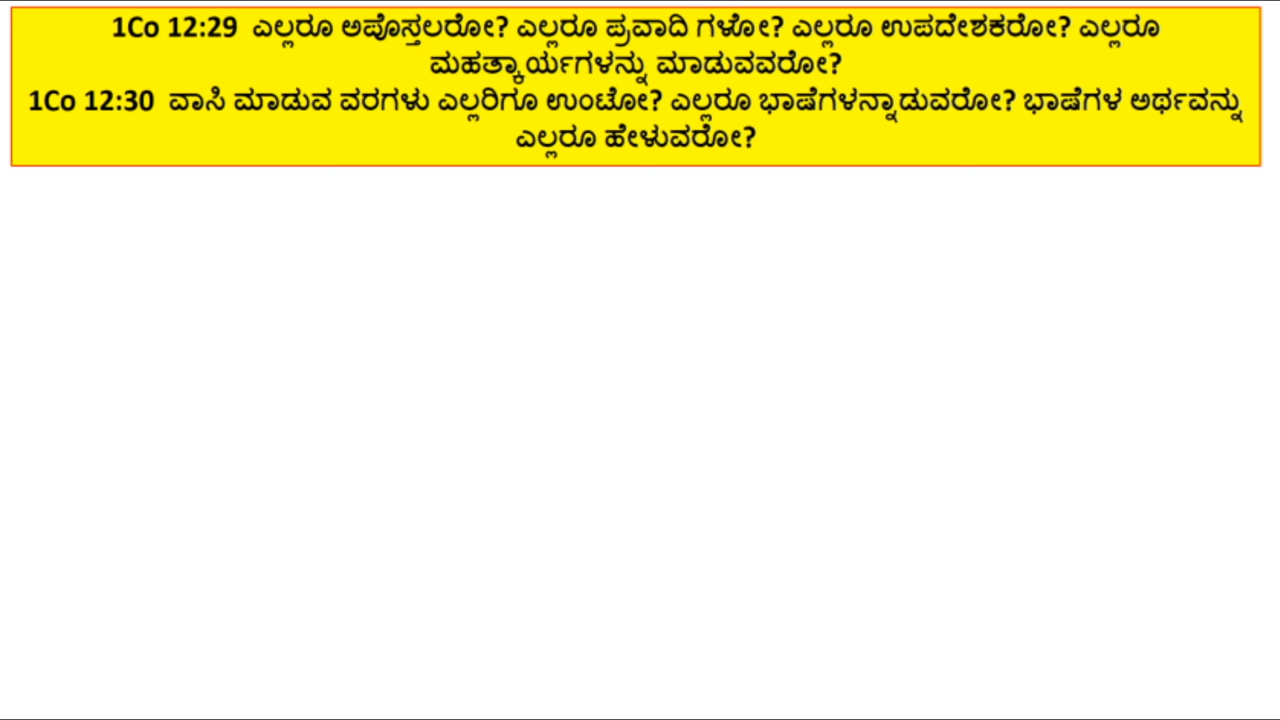 1Co 12:29 ಎಲ್ಲರೂ ಅಪೊಸ್ತಲರೋ? ಎಲ್ಲರೂ ಪ್ರವಾದಿ ಗಳೋ? ಎಲ್ಲರೂ ಉಪದೇಶಕರೋ? ಎಲ್ಲರೂ
ಮಹತ್ಕಾರ್ಯಗಳನ್ನು ಮಾಡುವವರೋ?
1Co 12:30 ವಾಸಿ ಮಾಡುವ ವರಗಳು ಎಲ್ಲರಿಗೂ ಉಂಟೋ? ಎಲ್ಲರೂ ಭಾಷೆಗಳನ್ನಾಡುವರೋ? ಭಾಷೆಗಳ ಅರ್ಥವನ್ನು
ಎಲ್ಲರೂ ಹೇಳುವರೋ?